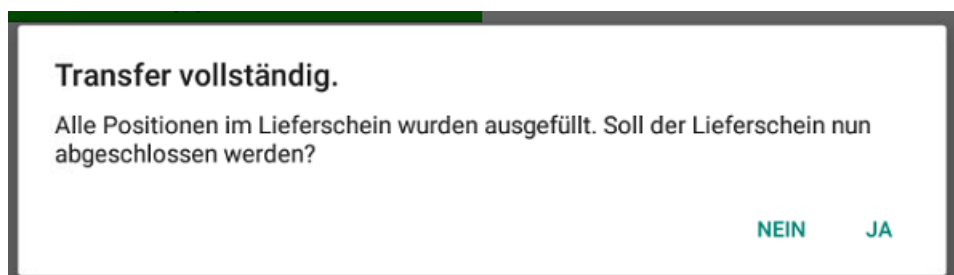 Transfer vollständig.
Alle Positionen im Lieferschein wurden ausgefüllt. Soll der Lieferschein nun
abgeschlossen werden?
NEIN JA